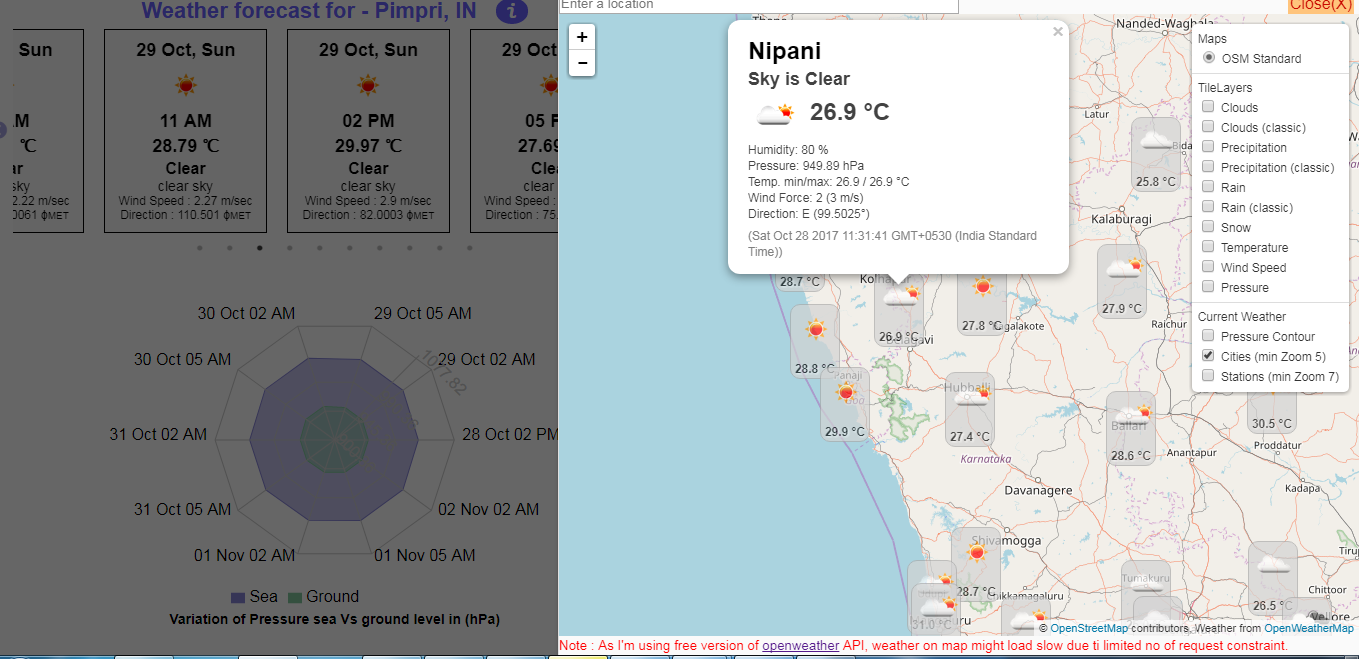 Weather forecast for - Pimpri, IN i
Sun
M
℃
ar
sky
2.22 m/sec
0061 фMET
29 Oct, Sun
11 AM
28.79 ℃
Clear
clear sky
Wind Speed : 2.27 m/sec
Direction : 110.501 фMET
29 Oct, Sun
02 PM
29.97 ℃
Clear
clear sky
Wind Speed : 2.9 m/sec
Direction : 82.0003 фMET
29 Oct
05 P
27.69
Clea
clear
Wind Speed
Direction : 75.
30 Oct 02 AM
29 Oct 05 AM
30 Oct 05 AM
29 Oct 02 AM
1077.82
31 Oct 02 AM
28 Oct 02 PM
31 Oct 05 AM
02 Nov 02 AM
01 Nov 02 AM
01 Nov 05 AM
Sea Ground
Variation of Pressure sea Vs ground level in (hPa)
Enter a location
Close(X)
+
−
Thane
Nanded-Waghala
Nipani
×
Sky is Clear
26.9 °C
Humidity: 80 %
Pressure: 949.89 hPa
Temp. min/max: 26.9 / 26.9 °C
Wind Force: 2 (3 m/s)
Direction: E (99.5025°)
(Sat Oct 28 2017 11:31:41 GMT+0530 (India Standard
Time))
Maps
OSM Standard
TileLayers
Clouds
Clouds (classic)
Precipitation
Precipitation (classic)
Rain
Rain (classic)
Snow
Temperature
Wind Speed
Pressure
Current Weather
Pressure Contour
Cities (min Zoom 5)
Stations (min Zoom 7)
Latur
Bida
25.8 °C
Kalaburagi
28.7 °C
Kolhapur
27.9 °C
Raichur
26.9 °C
27.8 °C
Bagalakote
Belagavi
28.8 °C
Panaji
Goa
29.9 °C
Hubballi
27.4 °C
Karnataka
Ballari
28.6 °C
Anantapur
30.5 °C
Proddatur
Kadapa
Davanagere
Shivamogga
28.7 °C
Chikkamagaluru
31.0 °C
ru
Tumakuru
26.5 °C
Tiru
Chittoor
Vellore
© OpenStreetMap contributors, Weather from OpenWeatherMap
Note : As I'm using free version of openweather API, weather on map might load slow due ti limited no of request constraint.